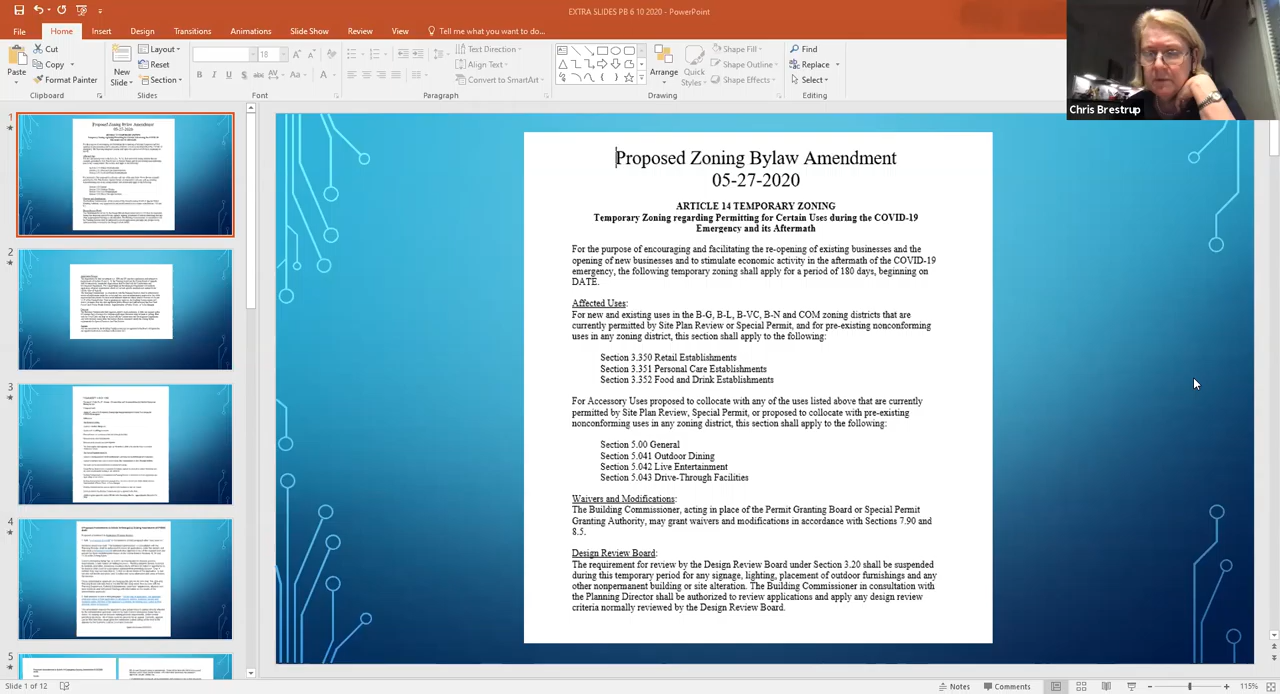 EXTRA SLIDES PB 6 10 2020 - PowerPoint
File Home Insert Design Transitions Animations Slide Show Review View Tell me what you want to do...
Paste
Cut
Copy
Format Painter
Clipboard
New Slide
Layout
Reset
Section
Slides
18
B I U S abc AV Aa A
Font
Text Direction
Align Text
Convert to SmartArt
Paragraph
Arrange
Quick Styles
Shape Fill
Shape Outline
Shape Effects
Drawing
Find
Replace
Select
Editing
Chris Brestrup
1
2
3
4
5
Proposed Zoning Bylaw Amendment
05-27-2020
ARTICLE 14 TEMPORARY ZONING
Temporary Zoning regarding Permitting for Certain Uses during the COVID-19
Emergency and its Aftermath
For the purpose of encouraging and facilitating the re-opening of existing businesses and the
opening of new businesses and to stimulate economic activity in the aftermath of the COVID-19
emergency, the following temporary zoning shall apply for a period of 180 days, beginning on
DATE.
Affected Uses:
For new and existing uses in the B-G, B-L, B-VC, B-N and COM zoning districts that are
currently permitted by Site Plan Review or Special Permit, and for pre-existing nonconforming
uses in any zoning district, this section shall apply to the following:
Section 3.350 Retail Establishments
Section 3.351 Personal Care Establishments
Section 3.352 Food and Drink Establishments
For Accessory Uses proposed to collocate with any of the uses listed above that are currently
permitted by Site Plan Review, Special Permit, or proposed to collocate with pre-existing
nonconforming uses in any zoning district, this section shall apply to the following:
Section 5.00 General
Section 5.041 Outdoor Dining
Section 5.042 Live Entertainment
Section 5.043 Drive-Through Facilities
Waivers and Modifications:
The Building Commissioner, acting in place of the Permit Granting Board or Special Permit
Granting Authority, may grant waivers and modifications in accordance with Sections 7.90 and
8.5.
Design Review Board:
The requirement for review by the Design Review Board under Section 3.20 shall be suspended
during this temporary period for any signage, lighting, placement of outdoor furnishings and any
other nonpermanent building or site alteration. The Building Commissioner in consultation with
the Planning Director shall be authorized to review applications and apply any design review
criteria normally reviewed by the Design Review Board.
Slide 1 of 12
Notes
Comments
115%